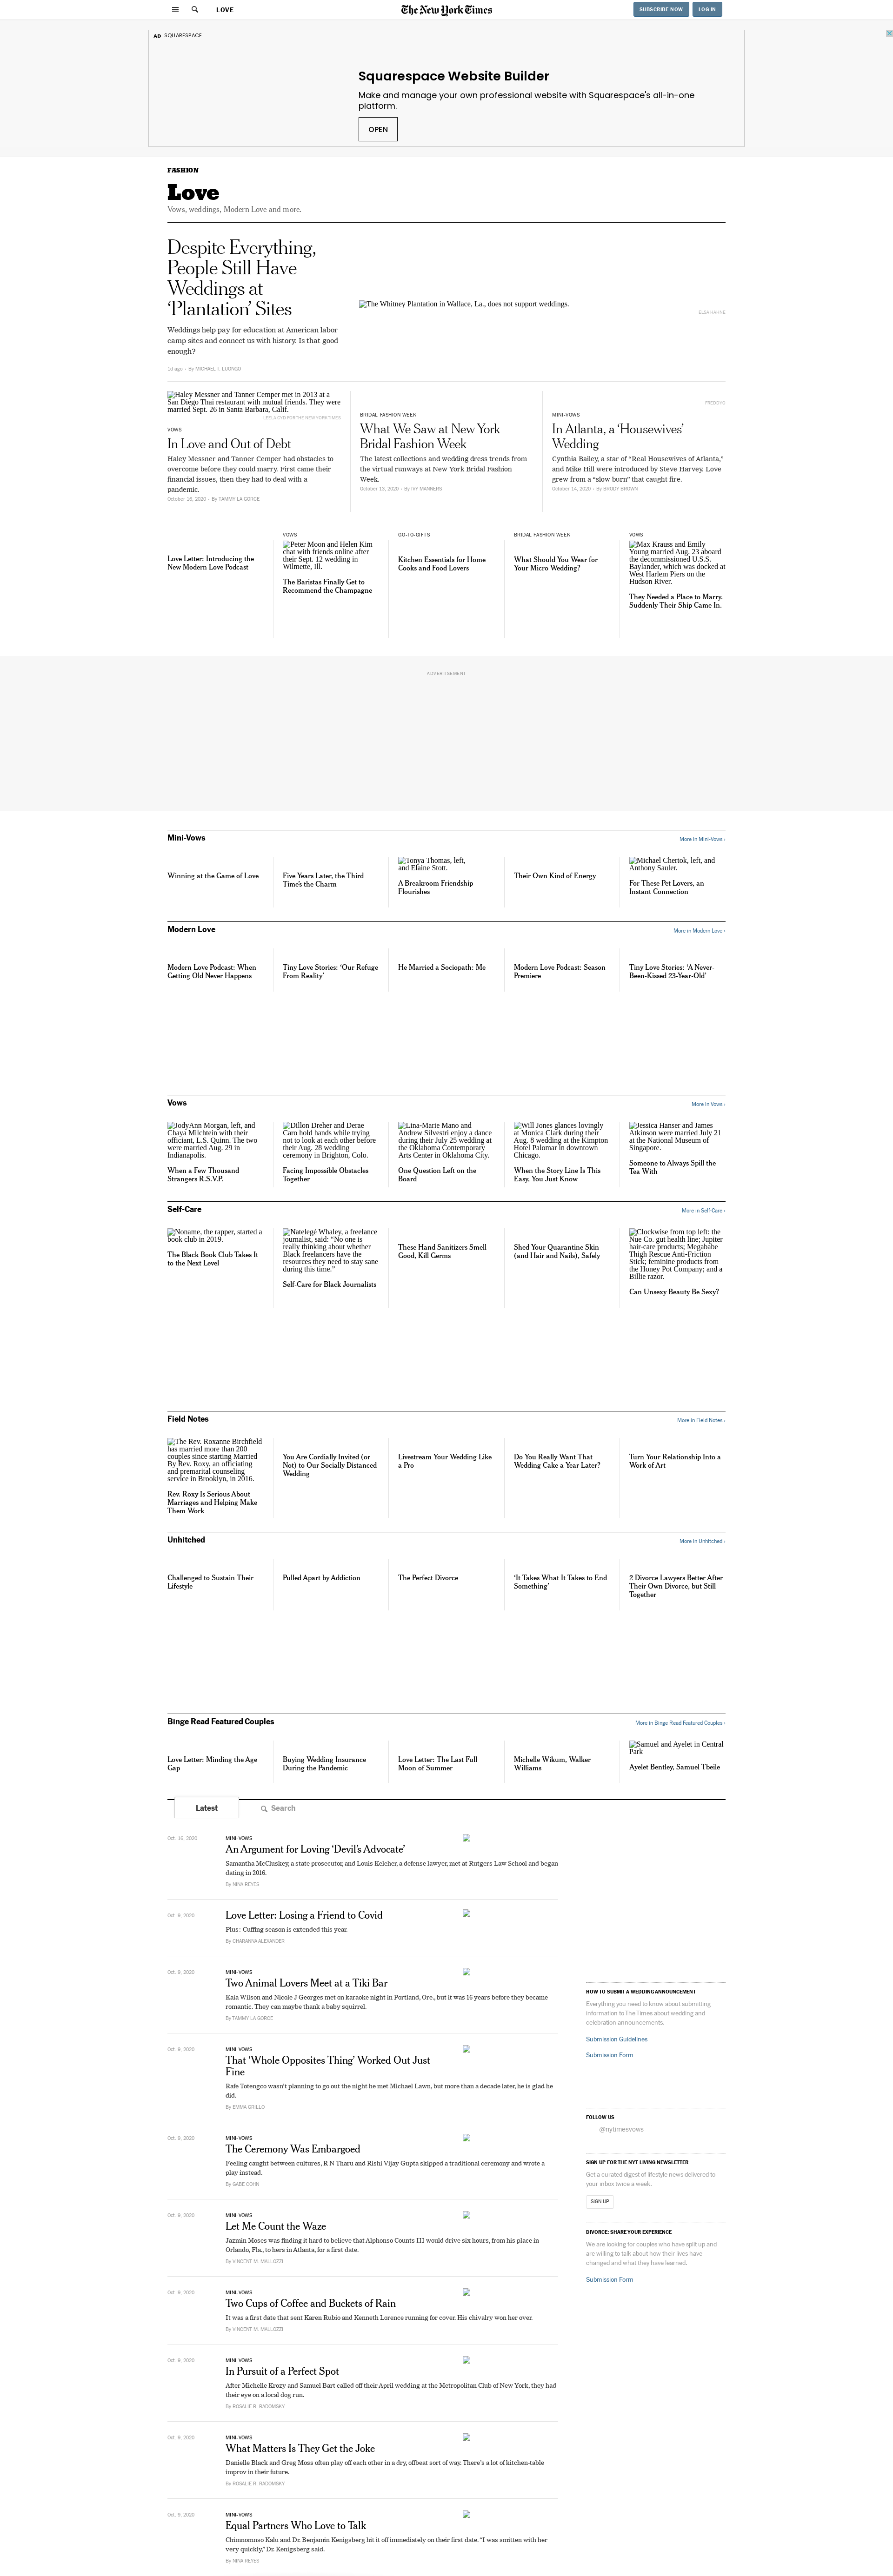 LOVE
The New York Times
SUBSCRIBE NOW
LOG IN
AD SQUARESPACE
Squarespace Website Builder
Make and manage your own professional website with Squarespace's all-in-one
platform.
OPEN
FASHION
Love
Vows, weddings, Modern Love and more.
Despite Everything,
People Still Have
Weddings at
‘Plantation’ Sites
Weddings help pay for education at American labor
camp sites and connect us with history. Is that good
enough?
1d ago - By MICHAEL T. LUONGO
The Whitney Plantation in Wallace, La., does not support weddings.
ELSA HAHNE
Haley Messner and Tanner Cemper met in 2013 at a
San Diego Thai restaurant with mutual friends. They were
married Sept. 26 in Santa Barbara, Calif.
LEELA CYD FORTHE NEW YORKTIMES
VOWS
In Love and Out of Debt
Haley Messner and Tanner Cemper had obstacles to
overcome before they could marry. First came their
financial issues, then they had to deal with a
pandemic.
October 16, 2020 - By TAMMY LA GORCE
BRIDAL FASHION WEEK
What We Saw at New York
Bridal Fashion Week
The latest collections and wedding dress trends from
the virtual runways at New York Bridal Fashion
Week.
October 13, 2020 - By IVY MANNERS
MINI-VOWS
In Atlanta, a ‘Housewives’
Wedding
Cynthia Bailey, a star of “Real Housewives of Atlanta,”
and Mike Hill were introduced by Steve Harvey. Love
grew from a “slow burn” that caught fire.
October 14, 2020 - By BRODY BROWN
Love Letter: Introducing the
New Modern Love Podcast
VOWS
Peter Moon and Helen Kim
chat with friends online after
their Sept. 12 wedding in
Wilmette, Ill.
The Baristas Finally Get to
Recommend the Champagne
GO-TO-GIFTS
Kitchen Essentials for Home
Cooks and Food Lovers
BRIDAL FASHION WEEK
What Should You Wear for
Your Micro Wedding?
VOWS
Max Krauss and Emily
Young married Aug. 23 aboard
the decommissioned U.S.S.
Baylander, which was docked at
West Harlem Piers on the
Hudson River.
They Needed a Place to Marry.
Suddenly Their Ship Came In.
ADVERTISEMENT
Mini-Vows
More in Mini-Vows ›
Winning at the Game of Love
Five Years Later, the Third
Time’s the Charm
Tonya Thomas, left,
and Elaine Stott.
A Breakroom Friendship
Flourishes
Their Own Kind of Energy
Michael Chertok, left, and
Anthony Sauler.
For These Pet Lovers, an
Instant Connection
Modern Love
More in Modern Love ›
Modern Love Podcast: When
Getting Old Never Happens
Tiny Love Stories: ‘Our Refuge
From Reality’
He Married a Sociopath: Me
Modern Love Podcast: Season
Premiere
Tiny Love Stories: ‘A Never-
Been-Kissed 23-Year-Old’
Vows
More in Vows ›
JodyAnn Morgan, left, and
Chaya Milchtein with their
officiant, L.S. Quinn. The two
were married Aug. 29 in
Indianapolis.
When a Few Thousand
Strangers R.S.V.P.
Dillon Dreher and Derae
Caro hold hands while trying
not to look at each other before
their Aug. 28 wedding
ceremony in Brighton, Colo.
Facing Impossible Obstacles
Together
Lina-Marie Mano and
Andrew Silvestri enjoy a dance
during their July 25 wedding at
the Oklahoma Contemporary
Arts Center in Oklahoma City.
One Question Left on the
Board
Will Jones glances lovingly
at Monica Clark during their
Aug. 8 wedding at the Kimpton
Hotel Palomar in downtown
Chicago.
When the Story Line Is This
Easy, You Just Know
Jessica Hanser and James
Atkinson were married July 21
at the National Museum of
Singapore.
Someone to Always Spill the
Tea With
Self-Care
More in Self-Care ›
Noname, the rapper, started a
book club in 2019.
The Black Book Club Takes It
to the Next Level
Natelegé Whaley, a freelance
journalist, said: “No one is
really thinking about whether
Black freelancers have the
resources they need to stay sane
during this time.”
Self-Care for Black Journalists
These Hand Sanitizers Smell
Good, Kill Germs
Shed Your Quarantine Skin
(and Hair and Nails), Safely
Clockwise from top left: the
Nue Co. gut health line; Jupiter
hair-care products; Megababe
Thigh Rescue Anti-Friction
Stick; feminine products from
the Honey Pot Company; and a
Billie razor.
Can Unsexy Beauty Be Sexy?
Field Notes
More in Field Notes ›
The Rev. Roxanne Birchfield
has married more than 200
couples since starting Married
By Rev. Roxy, an officiating
and premarital counseling
service in Brooklyn, in 2016.
Rev. Roxy Is Serious About
Marriages and Helping Make
Them Work
You Are Cordially Invited (or
Not) to Our Socially Distanced
Wedding
Livestream Your Wedding Like
a Pro
Do You Really Want That
Wedding Cake a Year Later?
Turn Your Relationship Into a
Work of Art
Unhitched
More in Unhitched ›
Challenged to Sustain Their
Lifestyle
Pulled Apart by Addiction
The Perfect Divorce
‘It Takes What It Takes to End
Something’
2 Divorce Lawyers Better After
Their Own Divorce, but Still
Together
Binge Read Featured Couples
More in Binge Read Featured Couples ›
Love Letter: Minding the Age
Gap
Buying Wedding Insurance
During the Pandemic
Love Letter: The Last Full
Moon of Summer
Michelle Wikum, Walker
Williams
Samuel and Ayelet in Central
Park
Ayelet Bentley, Samuel Tbeile
Latest
Search
Oct. 16, 2020
MINI-VOWS
An Argument for Loving ‘Devil’s Advocate’
Samantha McCluskey, a state prosecutor, and Louis Keleher, a defense lawyer, met at Rutgers Law School and began
dating in 2016.
By NINA REYES
Oct. 9, 2020
Love Letter: Losing a Friend to Covid
Plus: Cuffing season is extended this year.
By CHARANNA ALEXANDER
Oct. 9, 2020
MINI-VOWS
Two Animal Lovers Meet at a Tiki Bar
Kaia Wilson and Nicole J Georges met on karaoke night in Portland, Ore., but it was 16 years before they became
romantic. They can maybe thank a baby squirrel.
By TAMMY LA GORCE
Oct. 9, 2020
MINI-VOWS
That ‘Whole Opposites Thing’ Worked Out Just
Fine
Rafe Totengco wasn’t planning to go out the night he met Michael Lawn, but more than a decade later, he is glad he
did.
By EMMA GRILLO
Oct. 9, 2020
MINI-VOWS
The Ceremony Was Embargoed
Feeling caught between cultures, R N Tharu and Rishi Vijay Gupta skipped a traditional ceremony and wrote a
play instead.
By GABE COHN
Oct. 9, 2020
MINI-VOWS
Let Me Count the Waze
Jazmin Moses was finding it hard to believe that Alphonso Counts III would drive six hours, from his place in
Orlando, Fla., to hers in Atlanta, for a first date.
By VINCENT M. MALLOZZI
Oct. 9, 2020
MINI-VOWS
Two Cups of Coffee and Buckets of Rain
It was a first date that sent Karen Rubio and Kenneth Lorence running for cover. His chivalry won her over.
By VINCENT M. MALLOZZI
Oct. 9, 2020
MINI-VOWS
In Pursuit of a Perfect Spot
After Michelle Krozy and Samuel Bart called off their April wedding at the Metropolitan Club of New York, they had
their eye on a local dog run.
By ROSALIE R. RADOMSKY
Oct. 9, 2020
MINI-VOWS
What Matters Is They Get the Joke
Danielle Black and Greg Moss often play off each other in a dry, offbeat sort of way. There’s a lot of kitchen-table
improv in their future.
By ROSALIE R. RADOMSKY
Oct. 9, 2020
MINI-VOWS
Equal Partners Who Love to Talk
Chimnomnso Kalu and Dr. Benjamin Kenigsberg hit it off immediately on their first date. “I was smitten with her
very quickly,” Dr. Kenigsberg said.
By NINA REYES
HOW TO SUBMIT A WEDDING ANNOUNCEMENT
Everything you need to know about submitting
information to The Times about wedding and
celebration announcements.
Submission Guidelines
Submission Form
FOLLOW US
@nytimesvows
SIGN UP FOR THE NYT LIVING NEWSLETTER
Get a curated digest of lifestyle news delivered to
your inbox twice a week.
SIGN UP
DIVORCE: SHARE YOUR EXPERIENCE
We are looking for couples who have split up and
are willing to talk about how their lives have
changed and what they have learned.
Submission Form